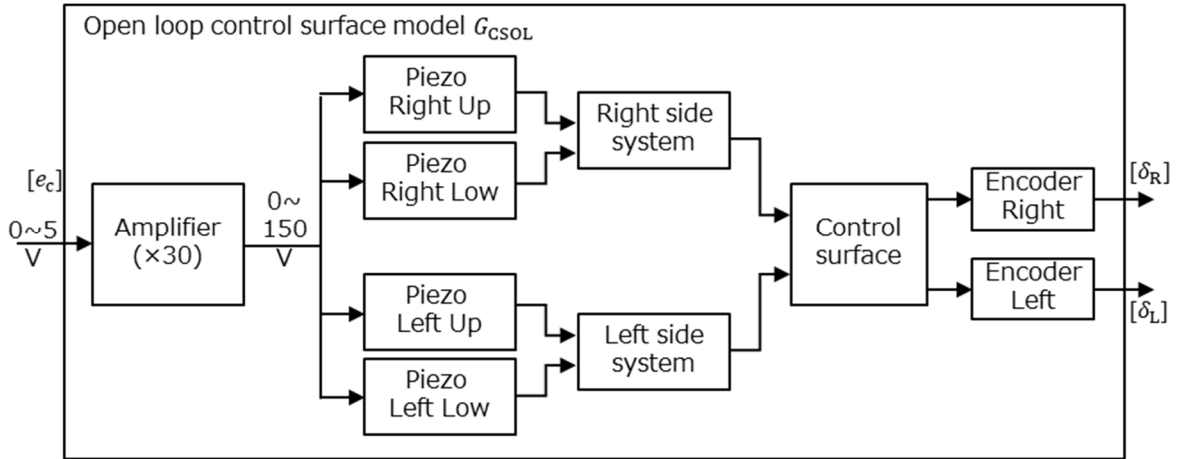 Open loop control surface model G_CSOL
[e_c]
0~5
V
Amplifier
(×30)
0~
150
V
Piezo
Right Up
Piezo
Right Low
Piezo
Left Up
Piezo
Left Low
Right side
system
Left side
system
Control
surface
Encoder
Right
Encoder
Left
[δ_R]
[δ_L]